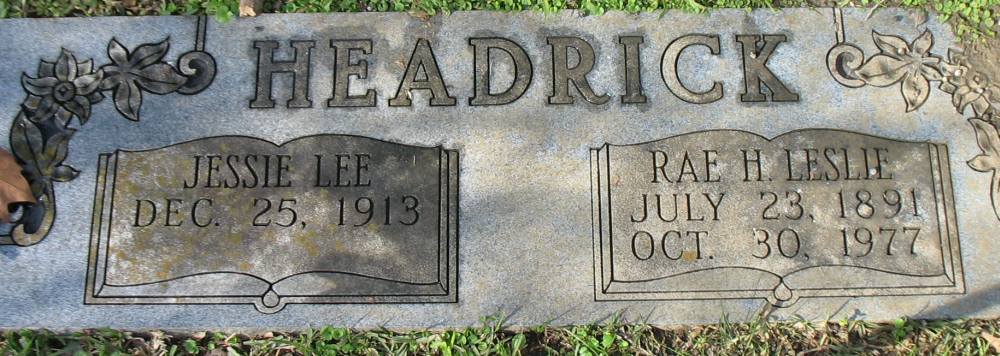 HEADRICK
JESSIE LEE
DEC. 25, 1913
RAE H. LESLIE
JULY 23, 1891
OCT. 30, 1977